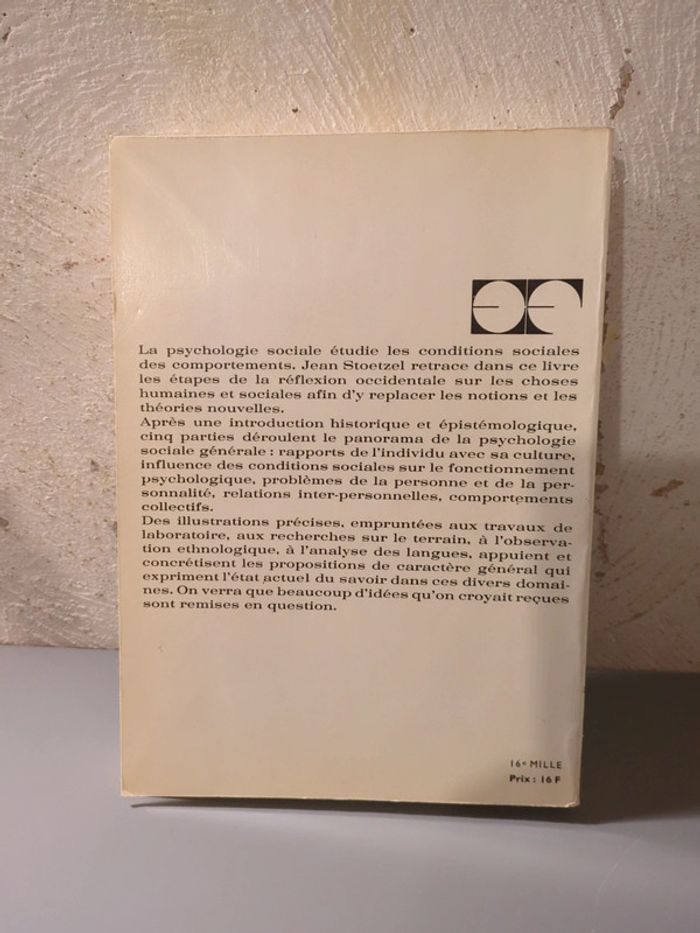 La psychologie sociale étudie les conditions sociales
des comportements. Jean Stoetzel retrace dans ce livre
les étapes de la réflexion occidentale sur les choses
humaines et sociales afin d'y replacer les notions et les
théories nouvelles.
Après une introduction historique et épistémologique,
cinq parties déroulent le panorama de la psychologie
sociale générale : rapports de l'individu avec sa culture,
influence des conditions sociales sur le fonctionnement
psychologique, problèmes de la personne et de la per-
sonnalité, relations inter-personnelles, comportements
collectifs.
Des illustrations précises, empruntées aux travaux de
laboratoire, aux recherches sur le terrain, à l'observa-
tion ethnologique, à l'analyse des langues, appuient et
concrétisent les propositions de caractère général qui
expriment l'état actuel du savoir dans ces divers domai-
nes. On verra que beaucoup d'idées qu'on croyait reçues
sont remises en question.
16e MILLE
Prix : 16 F